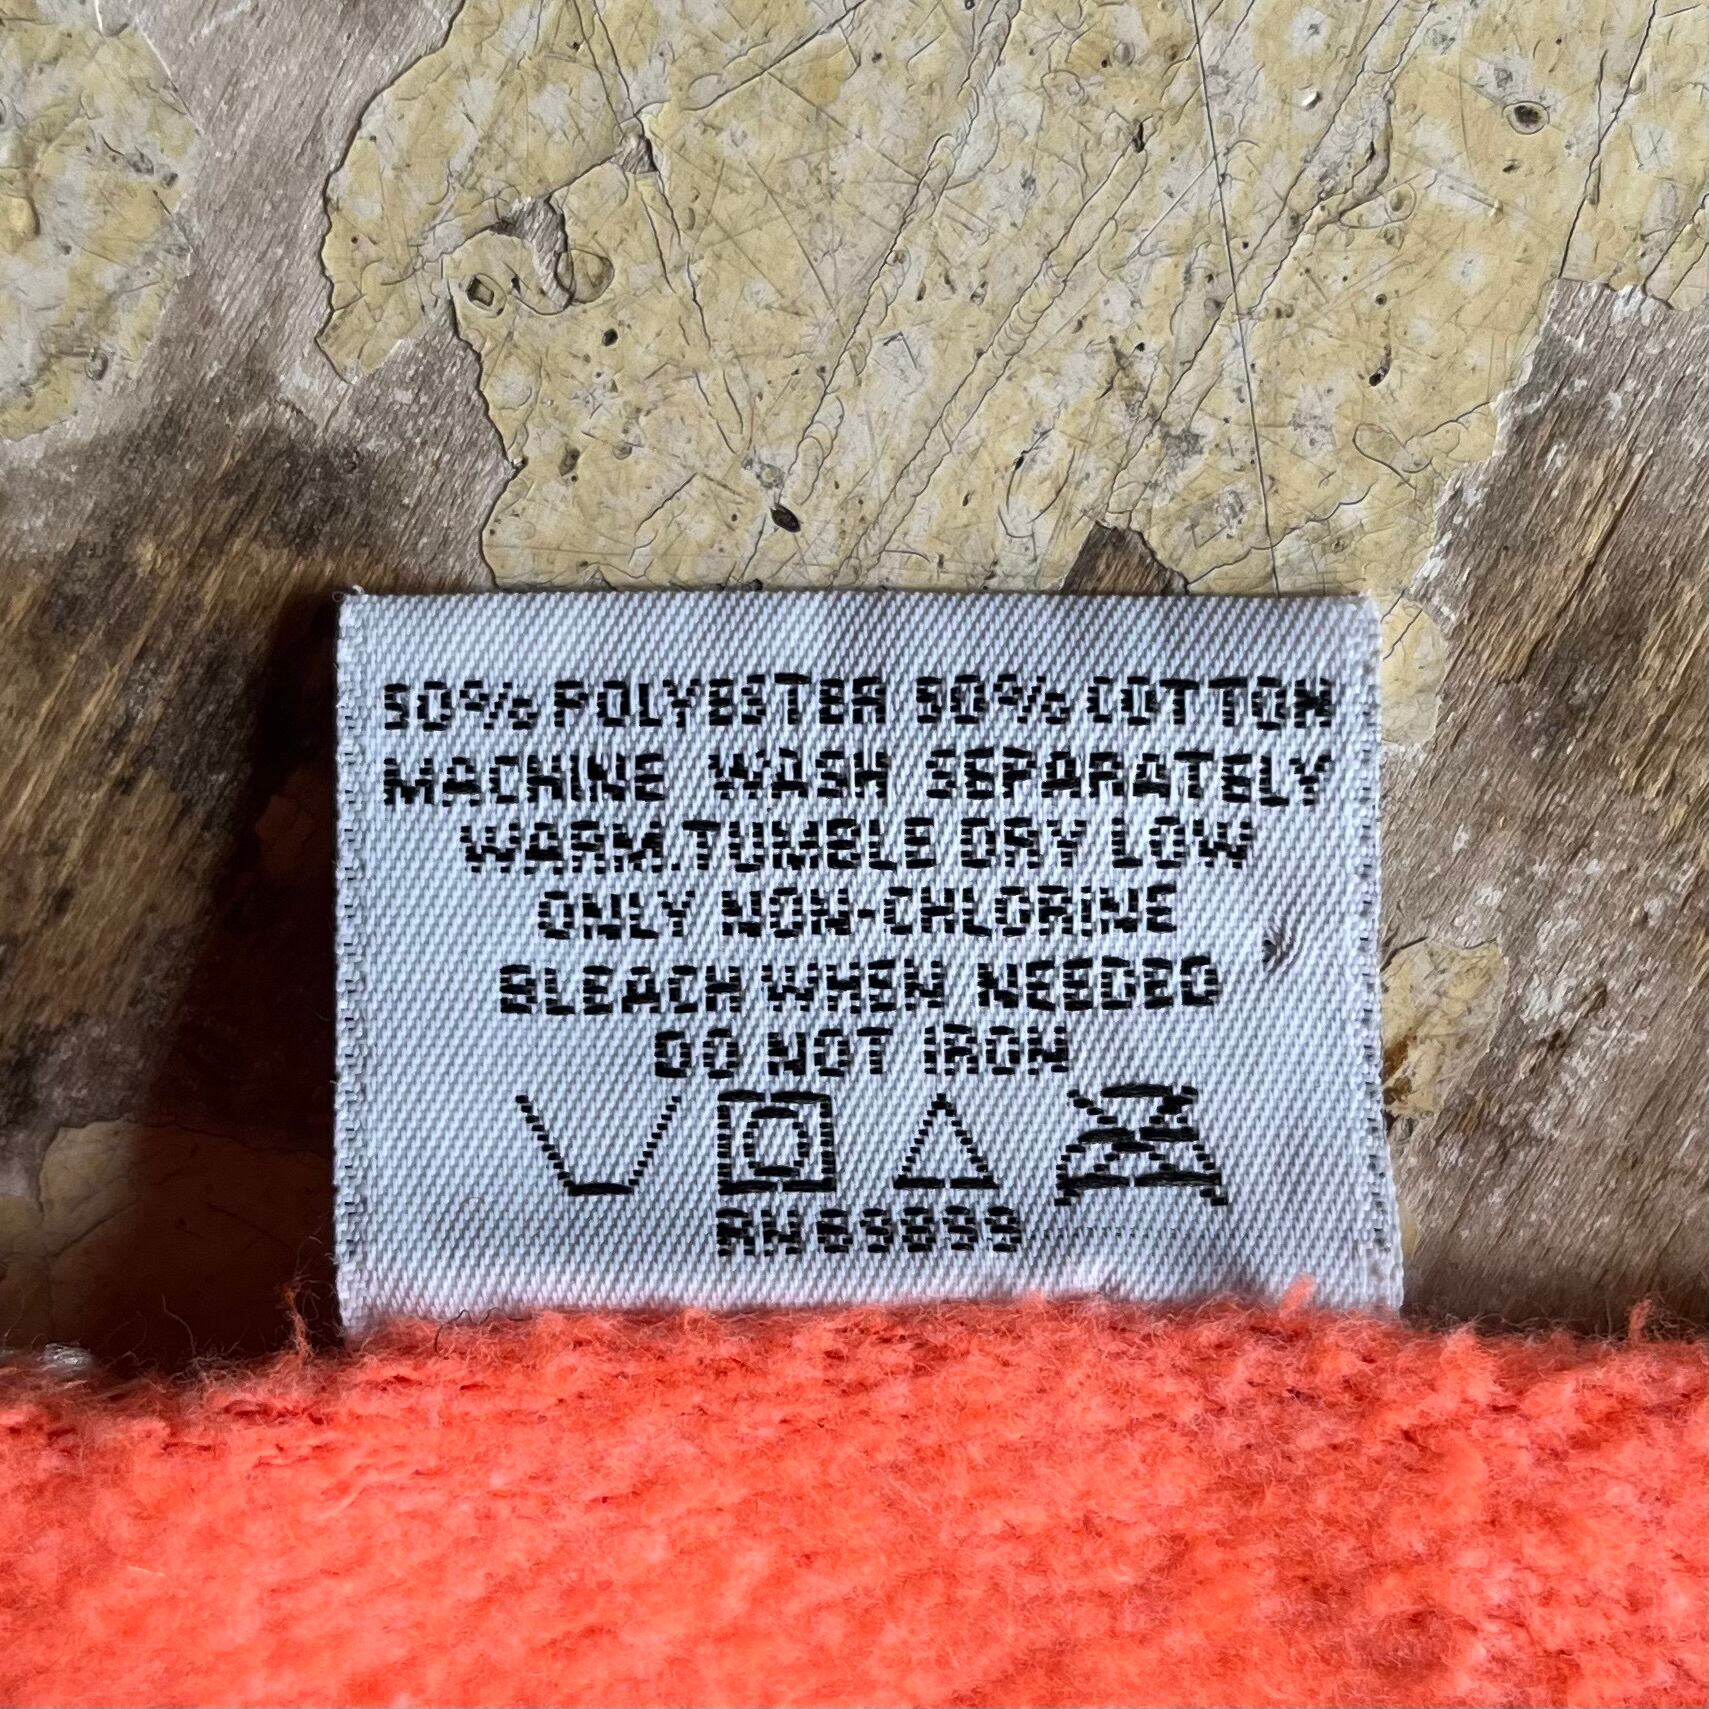 50% POLYESTER 50% COTTON
MACHINE WASH SEPARATELY
WARM.TUMBLE DRY LOW
ONLY NON-CHLORINE
BLEACH WHEN NEEDED
DO NOT IRON
RN